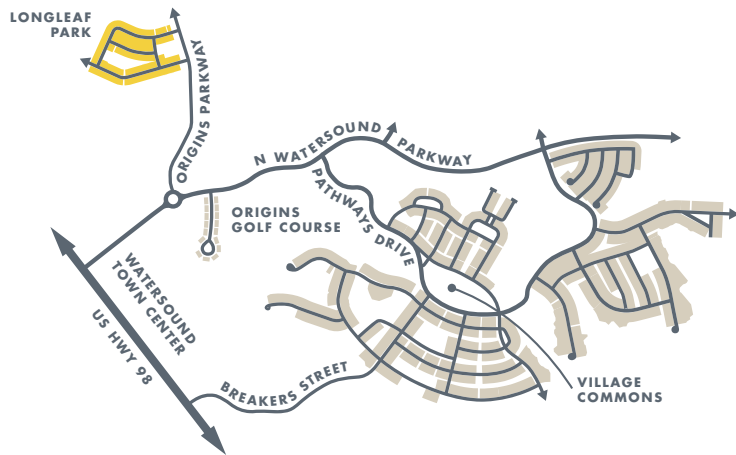 LONGLEAF
PARK
ORIGINS PARKWAY
N WATERSOUND PARKWAY
PATHWAYS DRIVE
ORIGINS
GOLF COURSE
WATERSOUND
TOWN CENTER
US HWY 98
BREAKERS STREET
VILLAGE
COMMONS